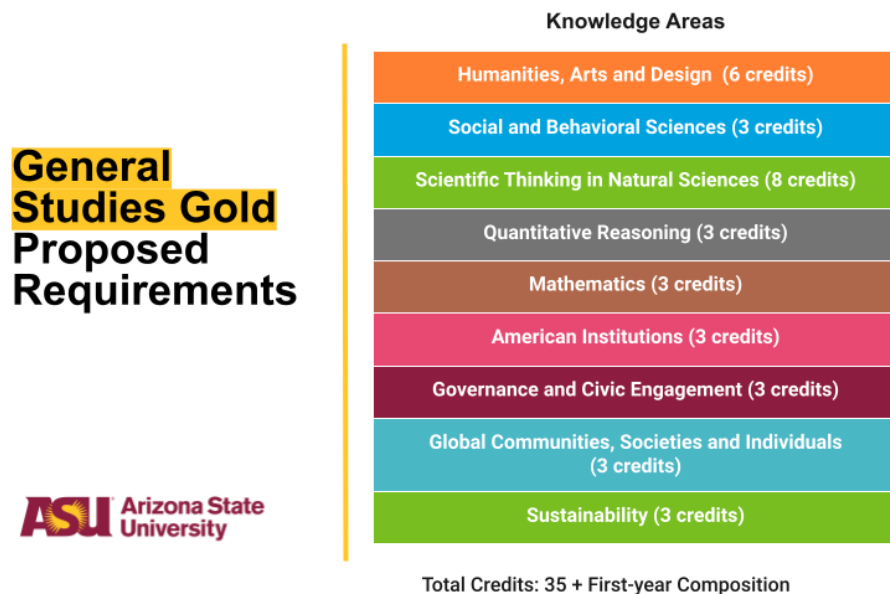 General
Studies Gold
Proposed
Requirements
ASU Arizona State
University
Knowledge Areas
Humanities, Arts and Design (6 credits)
Social and Behavioral Sciences (3 credits)
Scientific Thinking in Natural Sciences (8 credits)
Quantitative Reasoning (3 credits)
Mathematics (3 credits)
American Institutions (3 credits)
Governance and Civic Engagement (3 credits)
Global Communities, Societies and Individuals
(3 credits)
Sustainability (3 credits)
Total Credits: 35 + First-year Composition